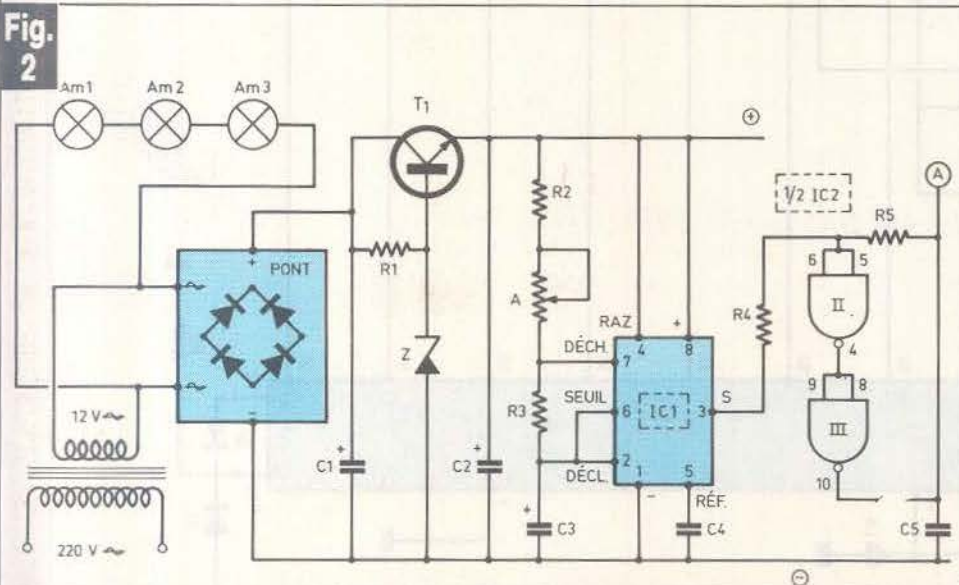 Fig.
2
Am1 Am2 Am3
T1
+
A
1/2 IC2
R2
R5
PONT
+
R1
6 5
II
A
R4
RAZ
+
4 8
DÉCH.
7
4
Z
SEUIL
S
9 8
R3
6
IC1
3
III
12 V~
2
DÉCL.
1 5
10
-
-
RÉF.
+
C1
+
C2
+
C3
C4
C5
220 V~
-